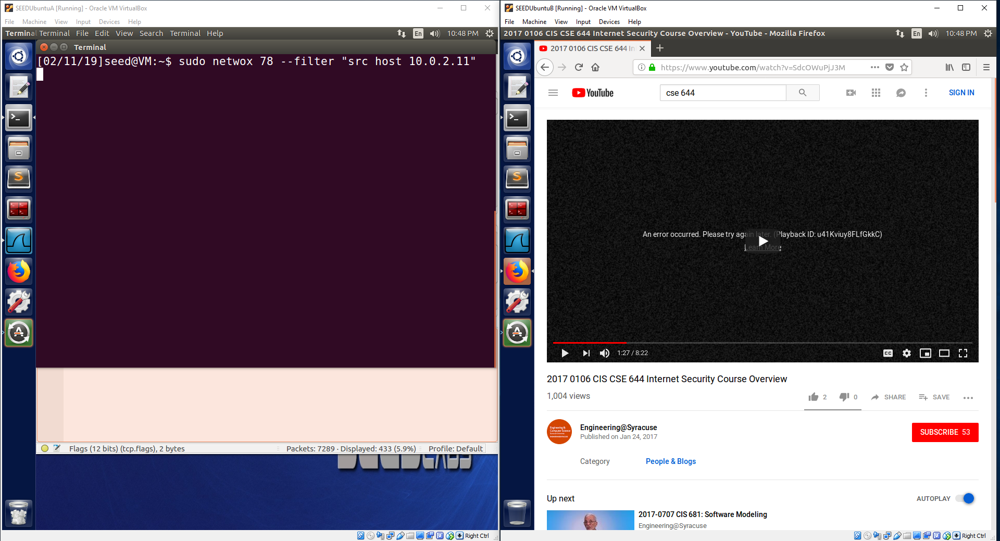 SEEDUbuntuA [Running] - Oracle VM VirtualBox
File Machine View Input Devices Help
Terminal Terminal File Edit View Search Terminal Help En 10:48 PM
Terminal
[02/11/19]seed@VM:~$ sudo netwox 78 --filter "src host 10.0.2.11"
Flags (12 bits) (tcp.flags), 2 bytes Packets: 7289 · Displayed: 433 (5.9%) Profile: Default
Right Ctrl
SEEDUbuntuB [Running] - Oracle VM VirtualBox
File Machine View Input Devices Help
2017 0106 CIS CSE 644 Internet Security Course Overview - YouTube - Mozilla Firefox En 10:48 PM
2017 0106 CIS CSE 644 In
https://www.youtube.com/watch?v=SdcOWuPjJ3M
YouTube cse 644 SIGN IN
An error occurred. Please try again later. (Playback ID: u41Kviuy8FLfGkkC)
Learn More
1:27 / 8:22 CC
2017 0106 CIS CSE 644 Internet Security Course Overview
1,004 views 2 0 SHARE SAVE
Engineering@Syracuse
Published on Jan 24, 2017
SUBSCRIBE 53
Category People & Blogs
Up next AUTOPLAY
2017-0707 CIS 681: Software Modeling
Engineering@Syracuse
Right Ctrl